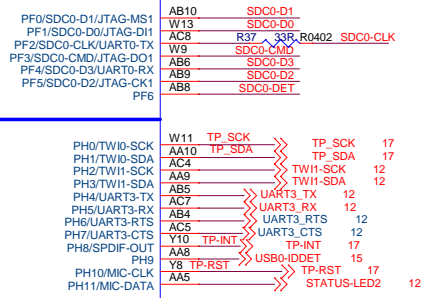 PF0/SDC0-D1/JTAG-MS1 AB10 SDC0-D1
PF1/SDC0-D0/JTAG-DI1 W13 SDC0-D0
PF2/SDC0-CLK/UART0-TX AC8 R37 33R R0402 SDC0-CLK
PF3/SDC0-CMD/JTAG-DO1 W9 SDC0-CMD
PF4/SDC0-D3/UART0-RX AB6 SDC0-D3
PF5/SDC0-D2/JTAG-CK1 AB9 SDC0-D2
PF6 AB8 SDC0-DET
PH0/TWI0-SCK W11 TP_SCK TP_SCK 17
PH1/TWI0-SDA AA10 TP_SDA TP_SDA 17
PH2/TWI1-SCK AC4 TWI1-SCK 12
PH3/TWI1-SDA AA9 TWI1-SDA 12
PH4/UART3-TX AB5 UART3_TX 12
PH5/UART3-RX AC7 UART3_RX 12
PH6/UART3-RTS AB4 UART3_RTS 12
PH7/UART3-CTS AC5 UART3_CTS 12
PH8/SPDIF-OUT Y10 TP-INT TP-INT 17
PH9 AA8 USB0-IDDET 15
PH10/MIC-CLK Y8 TP-RST TP-RST 17
PH11/MIC-DATA AA5 STATUS-LED2 12